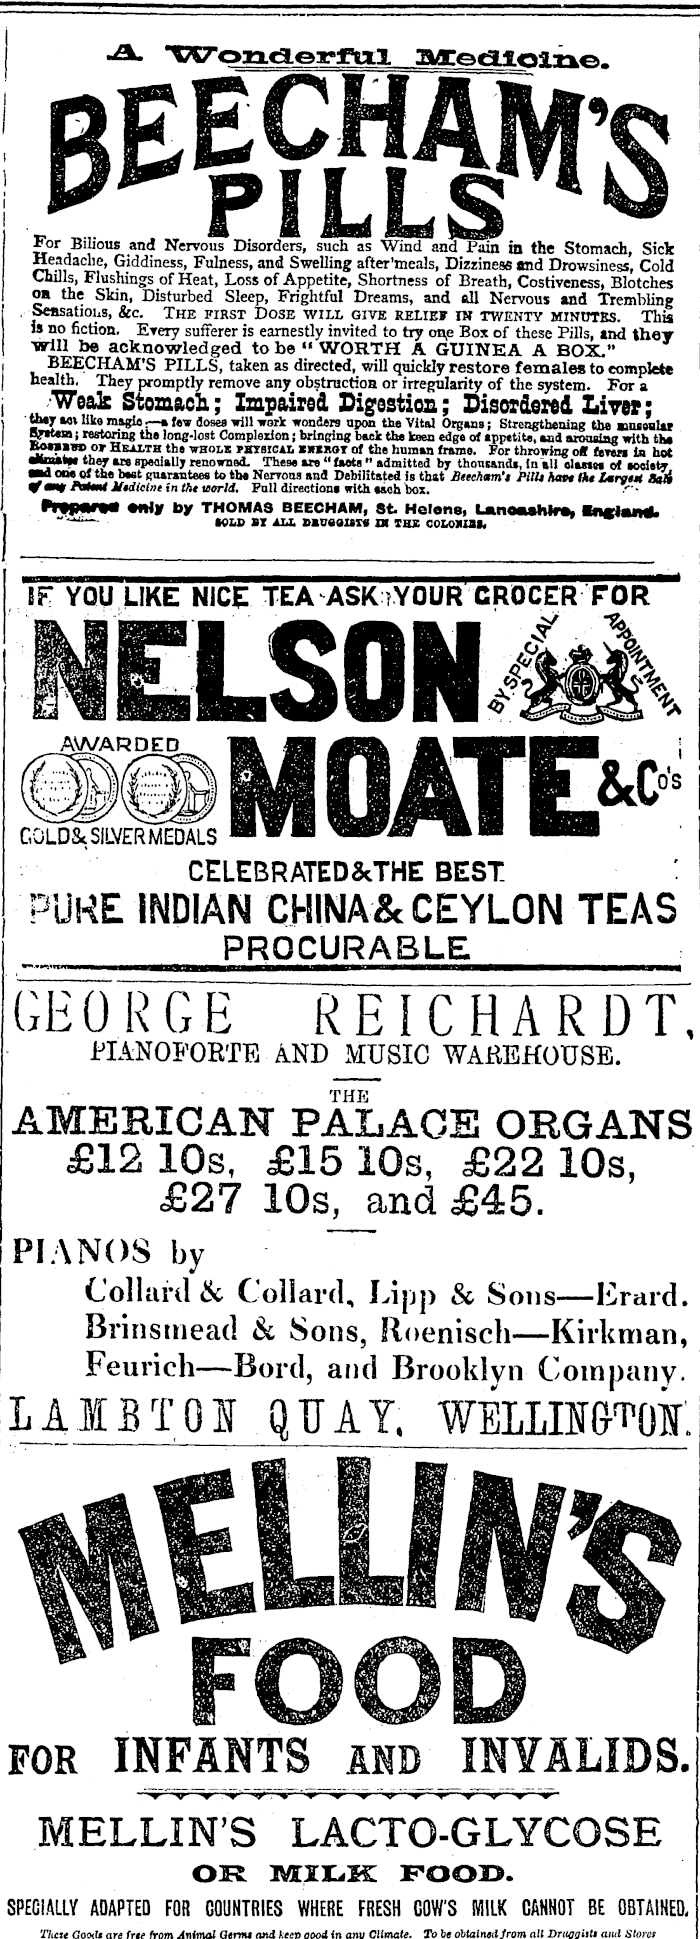 A Wonderful Medicine.
BEECHAM'S
PILLS
For Bilious and Nervous Disorders, such as Wind and Pain in the Stomach, Sick
Headache, Giddiness, Fulness, and Swelling after meals, Dizziness and Drowsiness, Cold
Chills, Flushings of Heat, Loss of Appetite, Shortness of Breath, Costiveness, Blotches
on the Skin, Disturbed Sleep, Frightful Dreams, and all Nervous and Trembling
Sensations, &c. THE FIRST DOSE WILL GIVE RELIEF IN TWENTY MINUTES. This
is no fiction. Every sufferer is earnestly invited to try one Box of these Pills, and they
will be acknowledged to be "WORTH A GUINEA A BOX."
BEECHAM'S PILLS, taken as directed, will quickly restore females to complete
health. They promptly remove any obstruction or irregularity of the system. For a
Weak Stomach; Impaired Digestion; Disordered Liver;
they act like magic:—a few doses will work wonders upon the Vital Organs; Strengthening the muscular
System; restoring the long-lost Complexion; bringing back the keen edge of appetite, and arousing with the
ROSEBUD OF HEALTH the WHOLE PHYSICAL ENERGY of the human frame. For throwing off fevers in hot
climates they are specially renowned. These are "facts" admitted by thousands, in all classes of society,
and one of the best guarantees to the Nervous and Debilitated is that Beecham's Pills have the Largest Sale
of any Patent Medicine in the world. Full directions with each box.
Prepared only by THOMAS BEECHAM, St. Helens, Lancashire, England.
SOLD BY ALL DRUGGISTS IN THE COLONIES.
IF YOU LIKE NICE TEA ASK YOUR GROCER FOR
NELSON
BY SPECIAL APPOINTMENT
AWARDED
GOLD & SILVER MEDALS
MOATE & Co's
CELEBRATED & THE BEST
PURE INDIAN CHINA & CEYLON TEAS
PROCURABLE
GEORGE REICHARDT,
PIANOFORTE AND MUSIC WAREHOUSE.
THE
AMERICAN PALACE ORGANS
£12 10s, £15 10s, £22 10s,
£27 10s, and £45.
PIANOS by
Collard & Collard, Lipp & Sons—Erard.
Brinsmead & Sons, Roenisch—Kirkman,
Feurich—Bord, and Brooklyn Company.
LAMBTON QUAY, WELLINGTON.
MELLIN'S
FOOD
FOR INFANTS AND INVALIDS.
MELLIN'S LACTO-GLYCOSE
OR MILK FOOD.
SPECIALLY ADAPTED FOR COUNTRIES WHERE FRESH COW'S MILK CANNOT BE OBTAINED.
These Goods are free from Animal Germs and keep good in any Climate. To be obtained from all Druggists and Stores